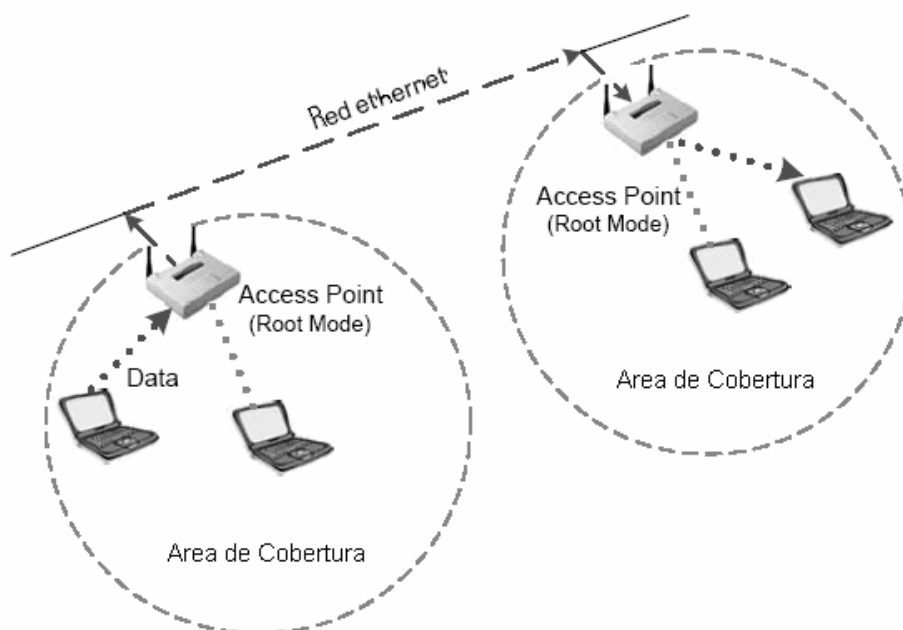 Red ethernet
Access Point
(Root Mode)
Area de Cobertura
Access Point
(Root Mode)
Data
Area de Cobertura